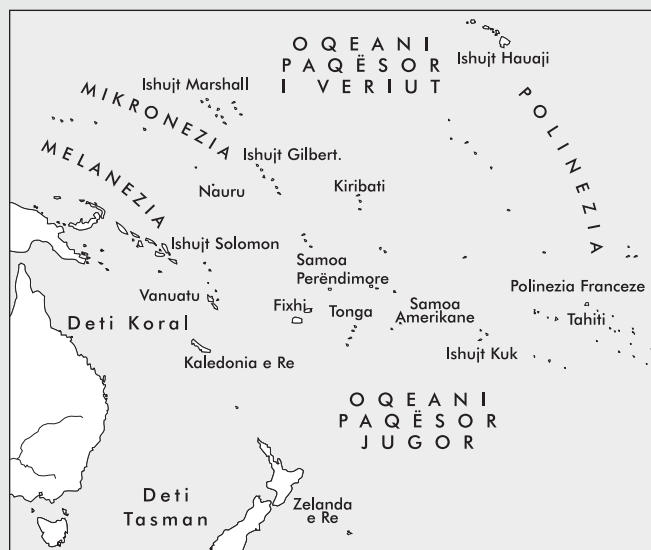 OQEANI
PAQËSOR
I VERIUT
Ishujt Hauaji
Ishujt Marshall
MIKRONEZIA
POLINEZIA
MELANEZIA
Ishujt Gilbert.
Nauru
Kiribati
Ishujt Solomon
Samoa
Perëndimore
Vanuatu
Fixhi
Tonga
Samoa
Amerikane
Polinezia Franceze
Tahiti
Deti Koral
Kaledonia e Re
Ishujt Kuk
OQEANI
PAQËSOR
JUGOR
Deti
Tasman
Zelanda
e Re